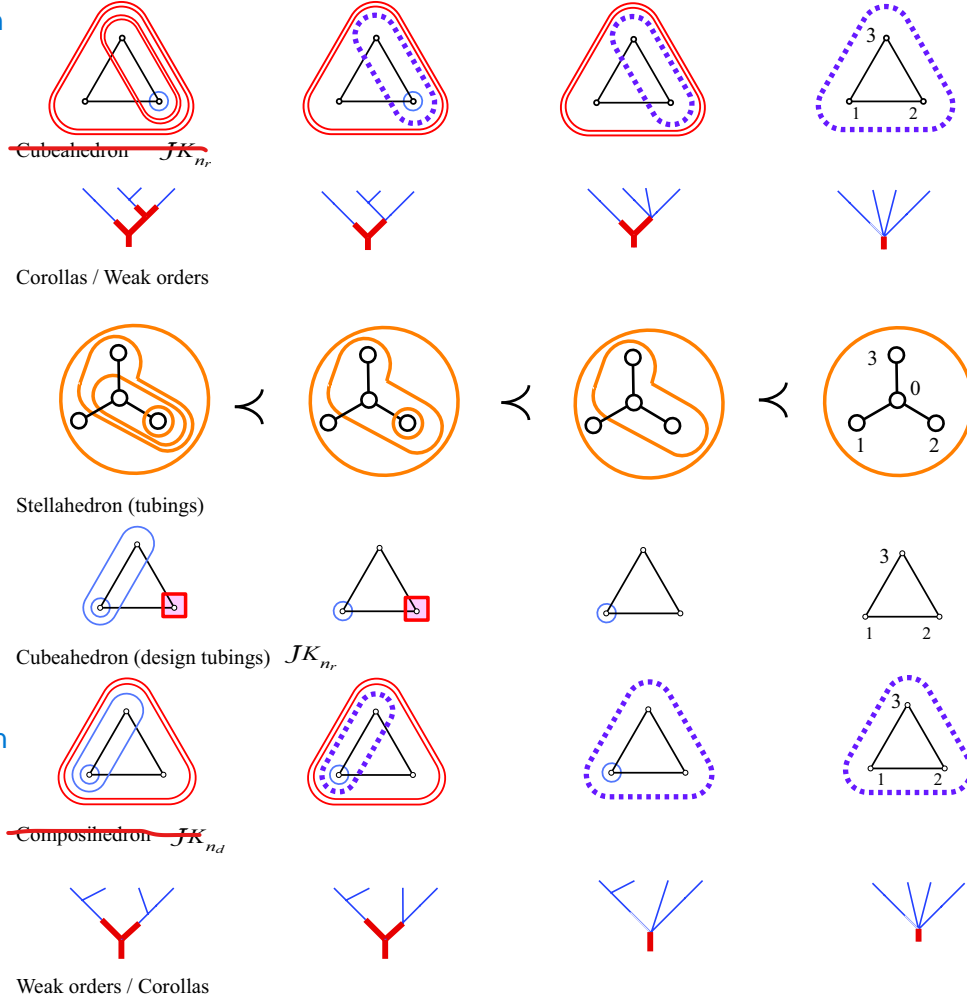 n
3
1 2
Cubeahedron JK_{n_r}
Corollas / Weak orders
3
0
1 2
≺ ≺ ≺
Stellahedron (tubings)
3
1 2
Cubeahedron (design tubings) JK_{n_r}
3
n
1 2
Composihedron JK_{n_d}
Weak orders / Corollas